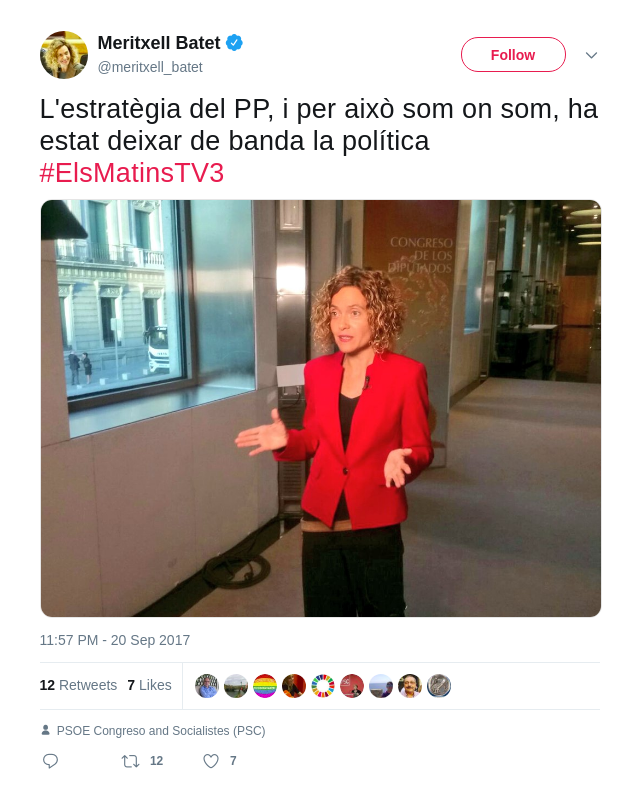 Meritxell Batet
@meritxell_batet
Follow
L'estratègia del PP, i per això som on som, ha
estat deixar de banda la política
#ElsMatinsTV3
CONGRESO
DE LOS
DIPUTADOS
11:57 PM - 20 Sep 2017
12 Retweets 7 Likes
PSOE Congreso and Socialistes (PSC)
12 7